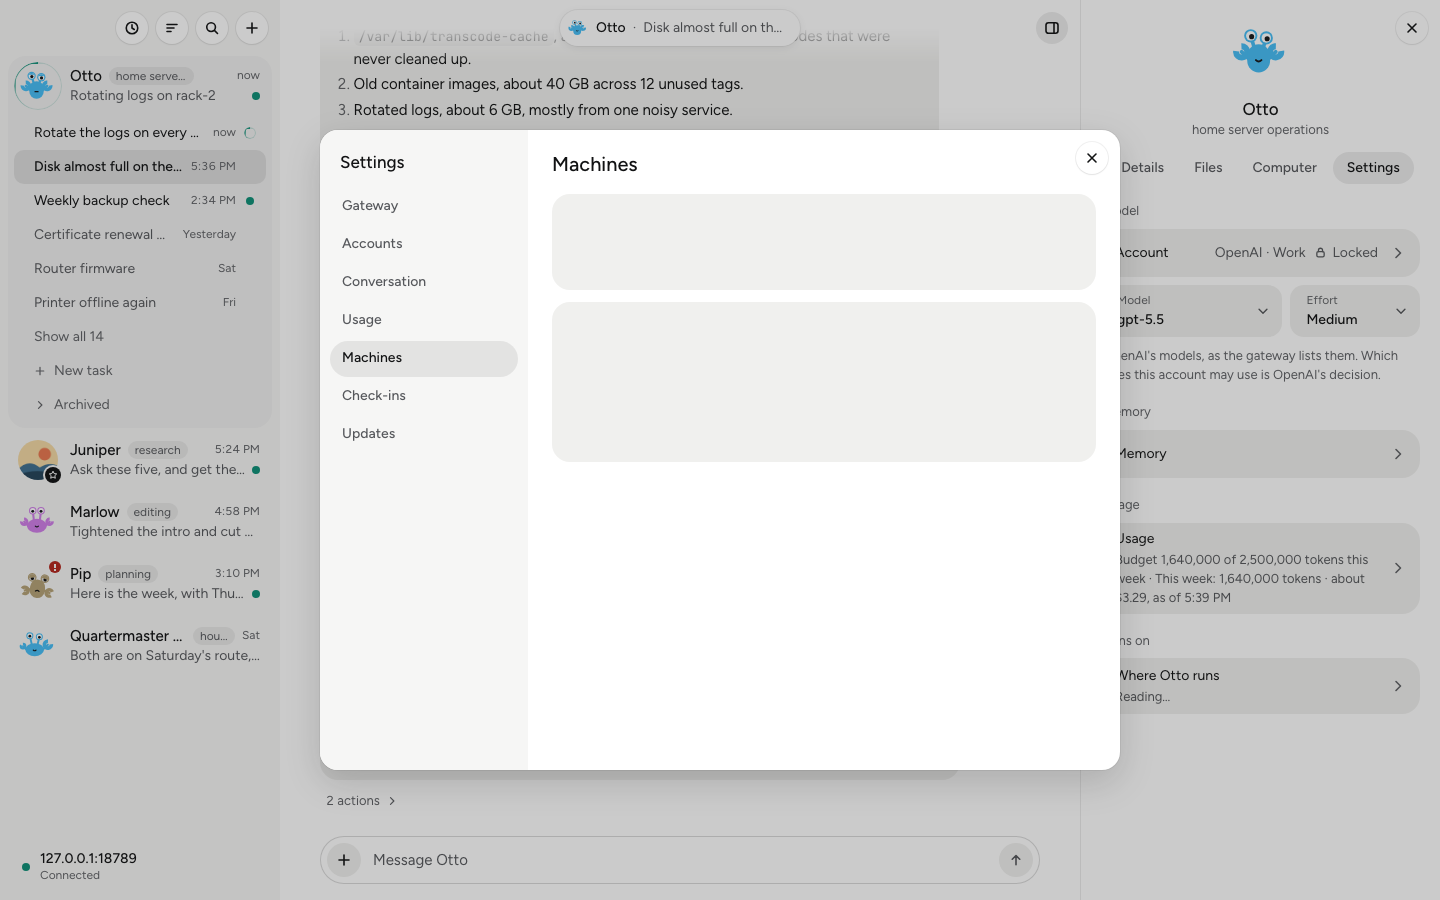 Otto home serve... now
Rotating logs on rack-2
Rotate the logs on every ... now
Disk almost full on the... 5:36 PM
Weekly backup check 2:34 PM
Certificate renewal ... Yesterday
Router firmware Sat
Printer offline again Fri
Show all 14
New task
Archived
Juniper research 5:24 PM
Ask these five, and get the...
Marlow editing 4:58 PM
Tightened the intro and cut ...
Pip planning 3:10 PM
Here is the week, with Thu...
Quartermaster ... hou... Sat
Both are on Saturday's route,...
127.0.0.1:18789
Connected
Otto · Disk almost full on th...
1. /var/lib/transcode-cache, that were
never cleaned up.
2. Old container images, about 40 GB across 12 unused tags.
3. Rotated logs, about 6 GB, mostly from one noisy service.
Settings
Gateway
Accounts
Conversation
Usage
Machines
Check-ins
Updates
Machines
2 actions
Message Otto
Otto
home server operations
Details Files Computer Settings
Account OpenAI · Work Locked
Model
gpt-5.5
Effort
Medium
OpenAI's models, as the gateway lists them. Which
this account may use is OpenAI's decision.
Memory
Usage
Budget 1,640,000 of 2,500,000 tokens this
week · This week: 1,640,000 tokens · about
$3.29, as of 5:39 PM
on
Where Otto runs
Reading...